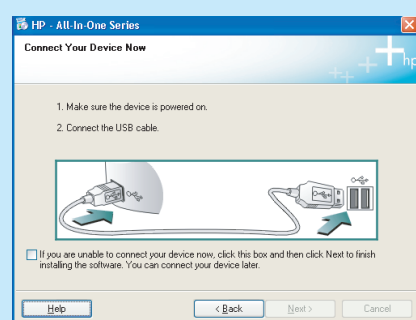 HP - All-In-One Series
Connect Your Device Now
hp
1. Make sure the device is powered on.
2. Connect the USB cable.
If you are unable to connect your device now, click this box and then click Next to finish
installing the software. You can connect your device later.
Help
< Back
Next >
Cancel